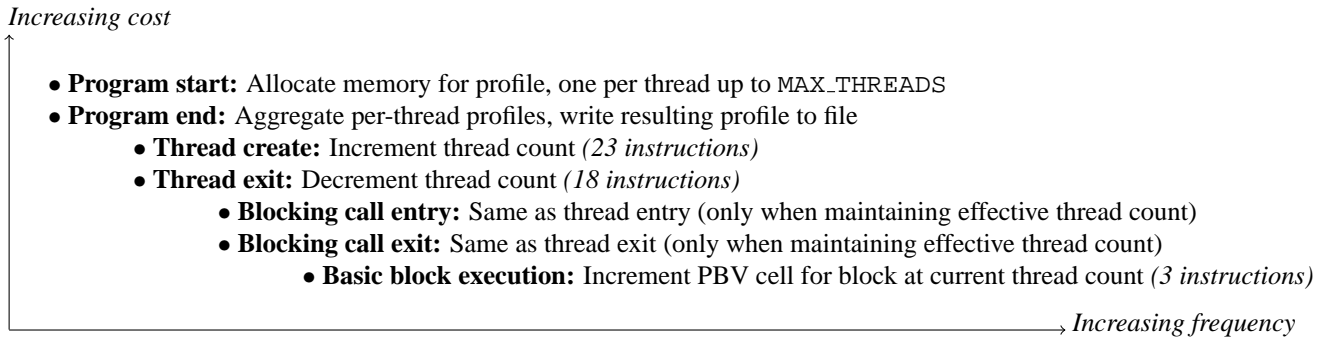 Increasing cost
• Program start: Allocate memory for profile, one per thread up to MAX_THREADS
• Program end: Aggregate per-thread profiles, write resulting profile to file
• Thread create: Increment thread count (23 instructions)
• Thread exit: Decrement thread count (18 instructions)
• Blocking call entry: Same as thread entry (only when maintaining effective thread count)
• Blocking call exit: Same as thread exit (only when maintaining effective thread count)
• Basic block execution: Increment PBV cell for block at current thread count (3 instructions)
Increasing frequency